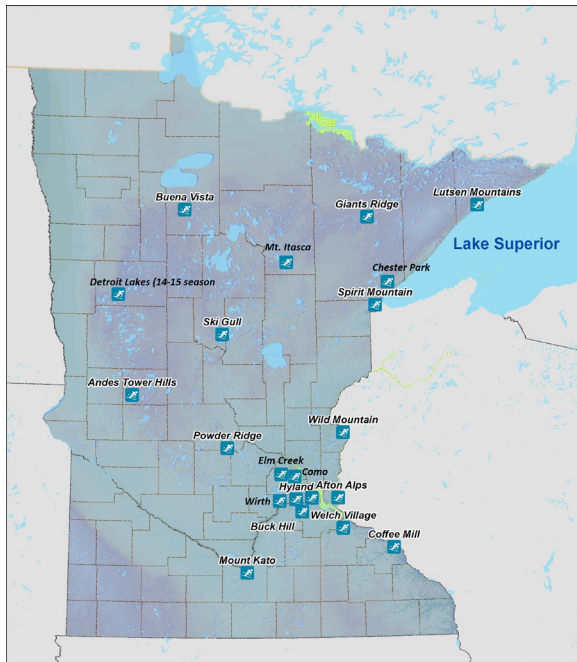 Buena Vista
Giants Ridge
Lutsen Mountains
Mt. Itasca
Lake Superior
Chester Park
Detroit Lakes (14-15 season
Spirit Mountain
Ski Gull
Andes Tower Hills
Wild Mountain
Powder Ridge
Elm Creek
Como
Hyland
Afton Alps
Wirth
Buck Hill
Welch Village
Coffee Mill
Mount Kato